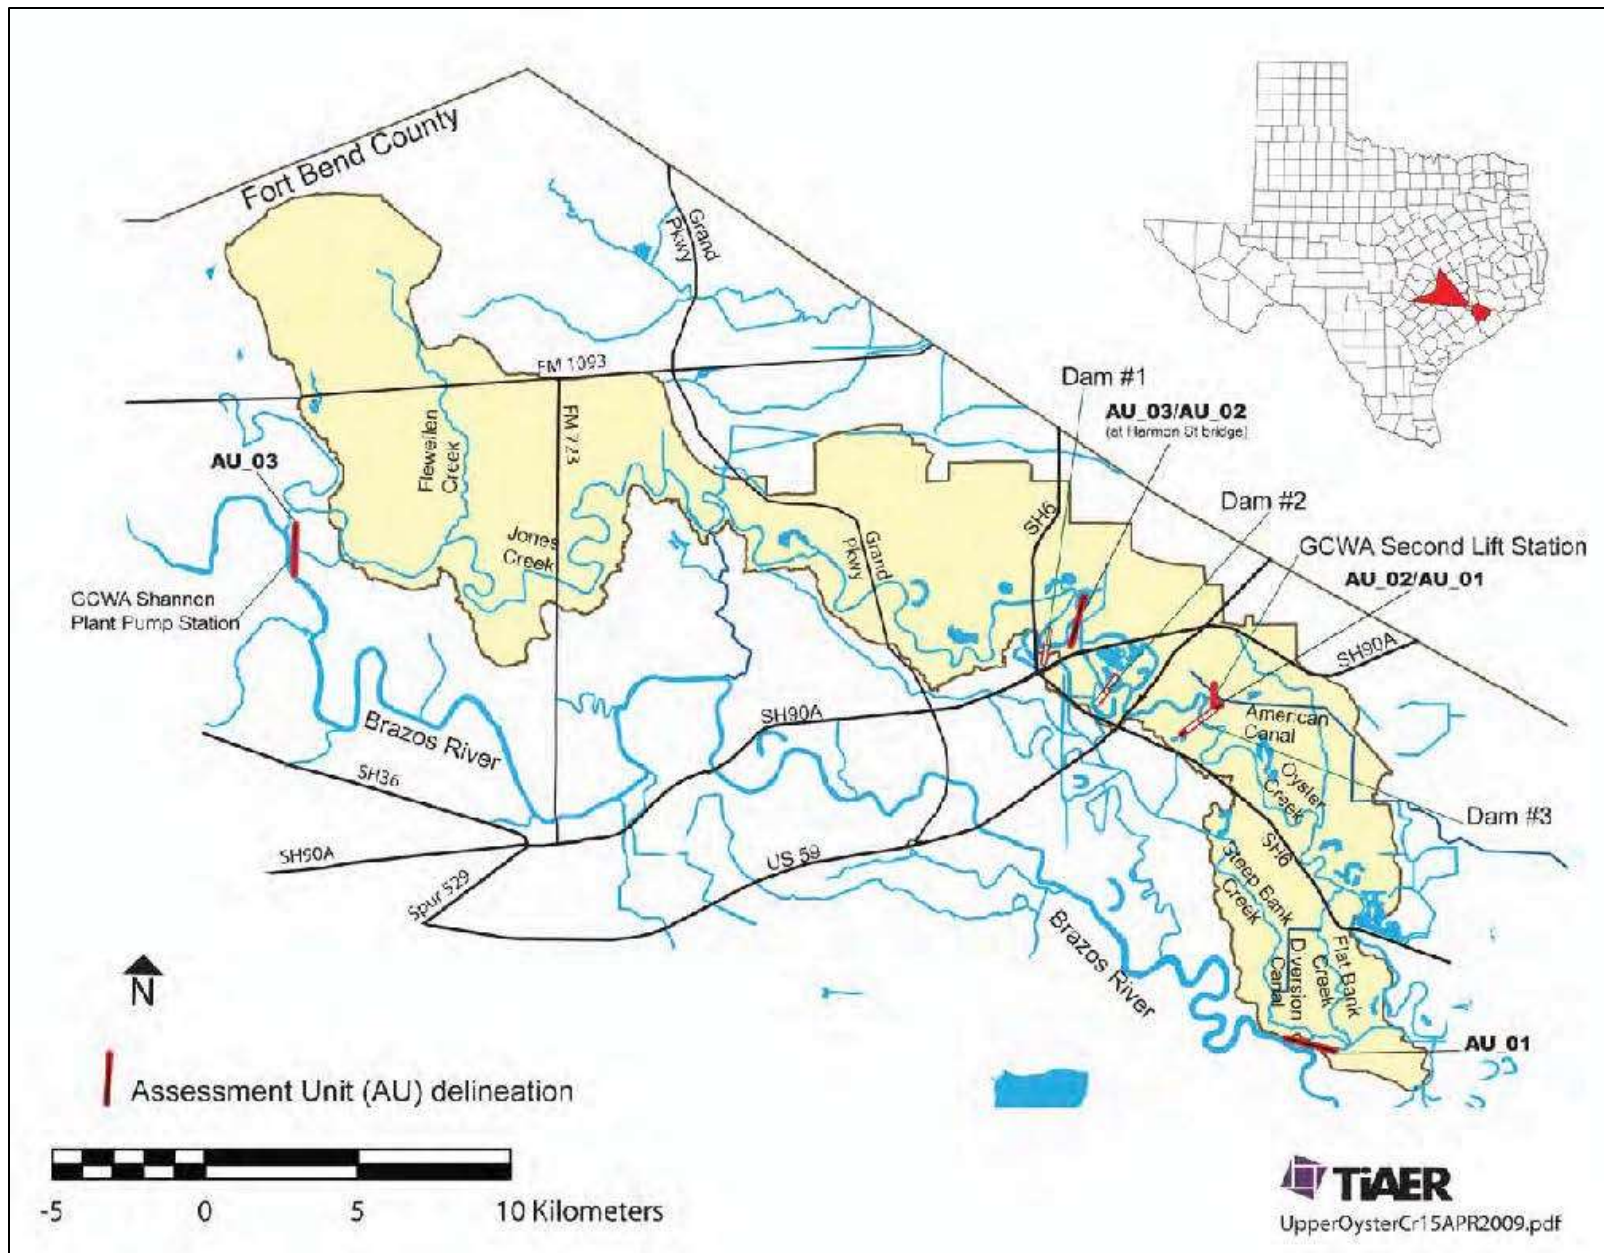 Fort Bend County
Grand
Pkwy
FM 1093
FM 723
Dam #1
AU_03/AU_02
(at Harmon St bridge)
Flewellen
Creek
AU_03
Dam #2
SH6
GCWA Second Lift Station
AU_02/AU_01
Jones
Creek
Grand
Pkwy
GCWA Shannon
Plant Pump Station
SH90A
Brazos River
SH90A
American
Canal
SH36
Oyster
Creek
Dam #3
SH90A
US 59
SH6
Spur 529
Steep Bank
Creek
Brazos River
Flat Bank
Creek
Diversion
Canal
N
AU_01
Assessment Unit (AU) delineation
-5 0 5 10 Kilometers
TiAER
UpperOysterCr15APR2009.pdf